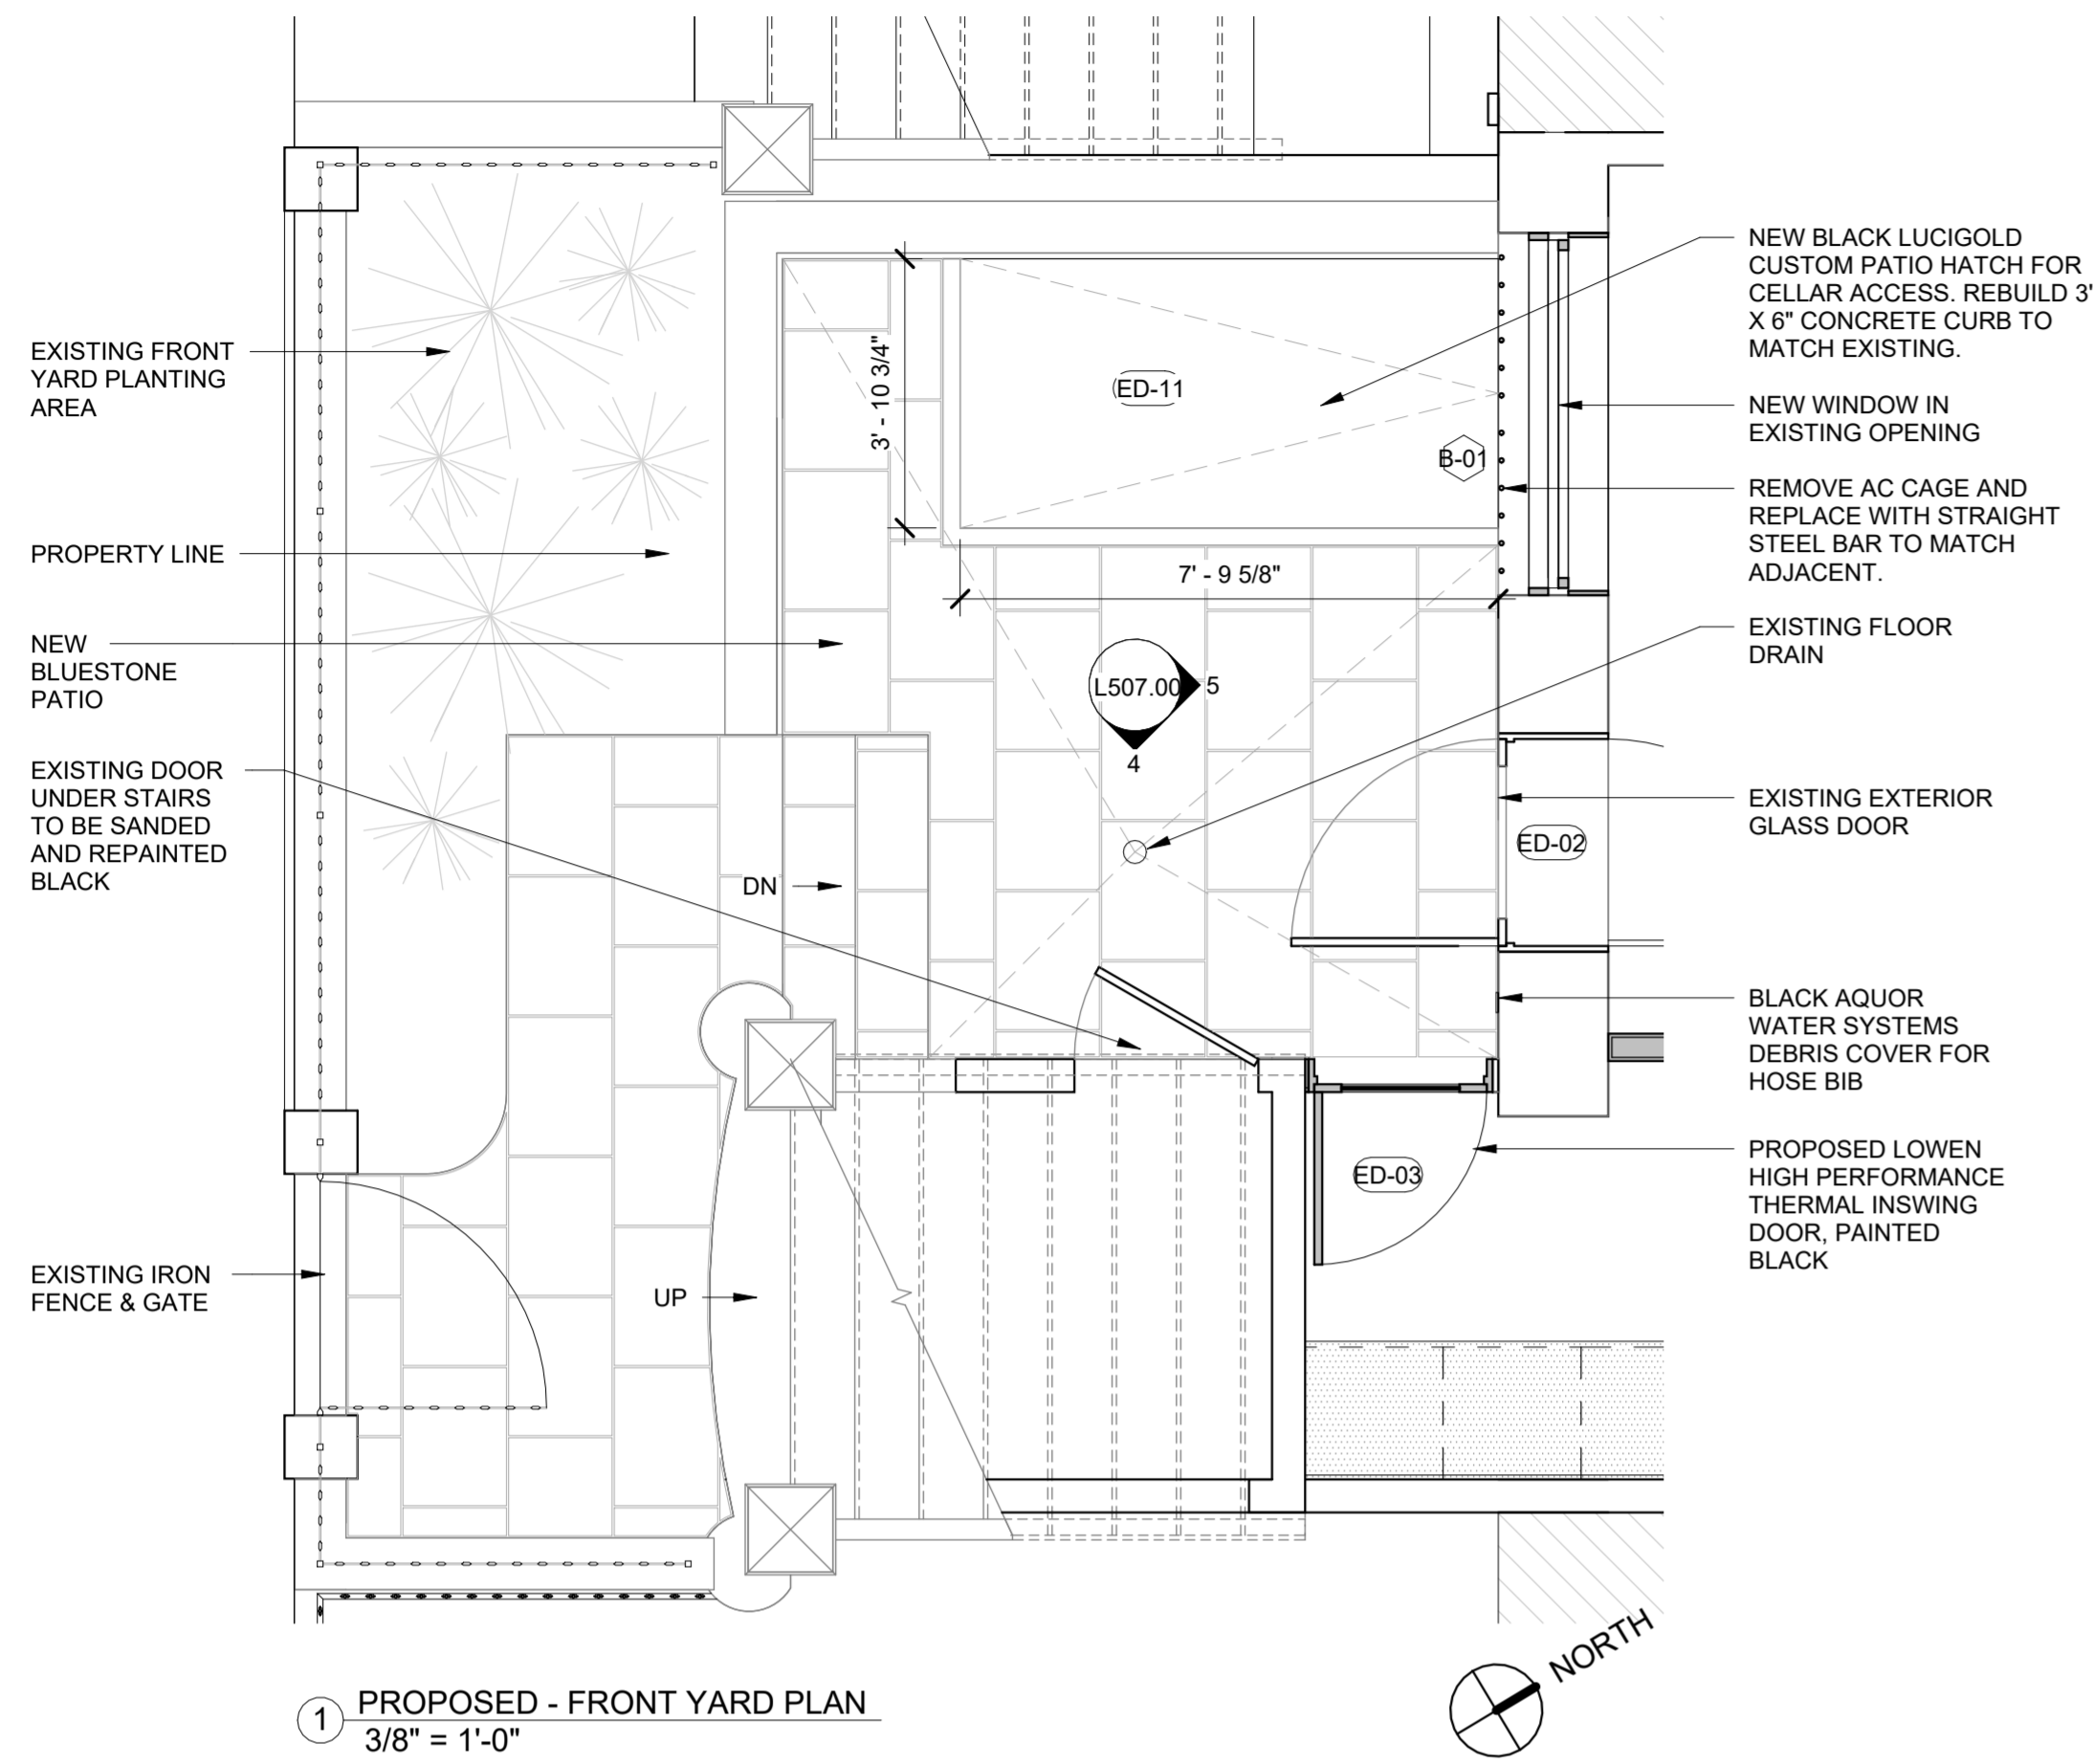 EXISTING FRONT
YARD PLANTING
AREA
PROPERTY LINE
NEW
BLUESTONE
PATIO
EXISTING DOOR
UNDER STAIRS
TO BE SANDED
AND REPAINTED
BLACK
EXISTING IRON
FENCE & GATE
3' - 10 3/4"
ED-11
B-01
7' - 9 5/8"
L507.00
5
4
DN
UP
ED-02
ED-03
NEW BLACK LUCIGOLD
CUSTOM PATIO HATCH FOR
CELLAR ACCESS. REBUILD 3'
X 6" CONCRETE CURB TO
MATCH EXISTING.
NEW WINDOW IN
EXISTING OPENING
REMOVE AC CAGE AND
REPLACE WITH STRAIGHT
STEEL BAR TO MATCH
ADJACENT.
EXISTING FLOOR
DRAIN
EXISTING EXTERIOR
GLASS DOOR
BLACK AQUOR
WATER SYSTEMS
DEBRIS COVER FOR
HOSE BIB
PROPOSED LOWEN
HIGH PERFORMANCE
THERMAL INSWING
DOOR, PAINTED
BLACK
NORTH
1
PROPOSED - FRONT YARD PLAN
3/8" = 1'-0"